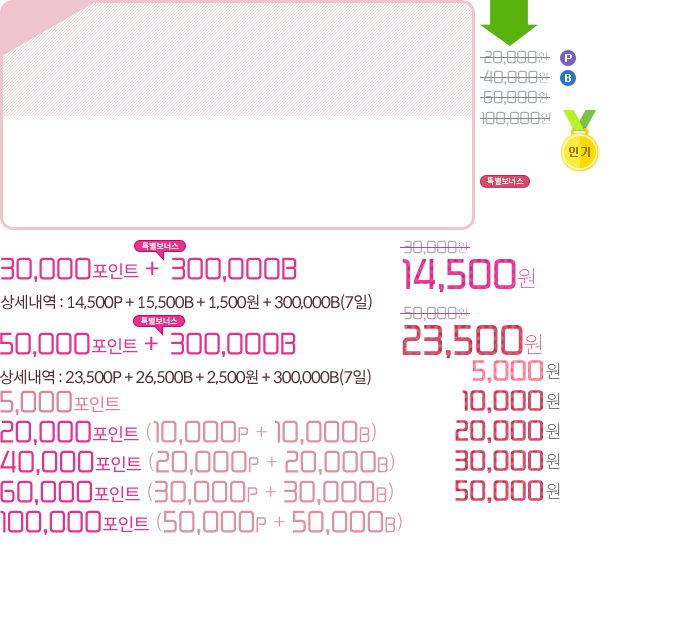 20,000원 P
40,000원 B
60,000원
100,000원
인기
특별보너스
특별보너스
30,000원
30,000포인트 + 300,000B
14,500원
상세내역 : 14,500P + 15,500B + 1,500원 + 300,000B(7일)
50,000원
특별보너스
50,000포인트 + 300,000B
23,500원
상세내역 : 23,500P + 26,500B + 2,500원 + 300,000B(7일)
5,000원
5,000포인트
10,000원
20,000포인트 (10,000P + 10,000B)
20,000원
40,000포인트 (20,000P + 20,000B)
30,000원
60,000포인트 (30,000P + 30,000B)
50,000원
100,000포인트 (50,000P + 50,000B)